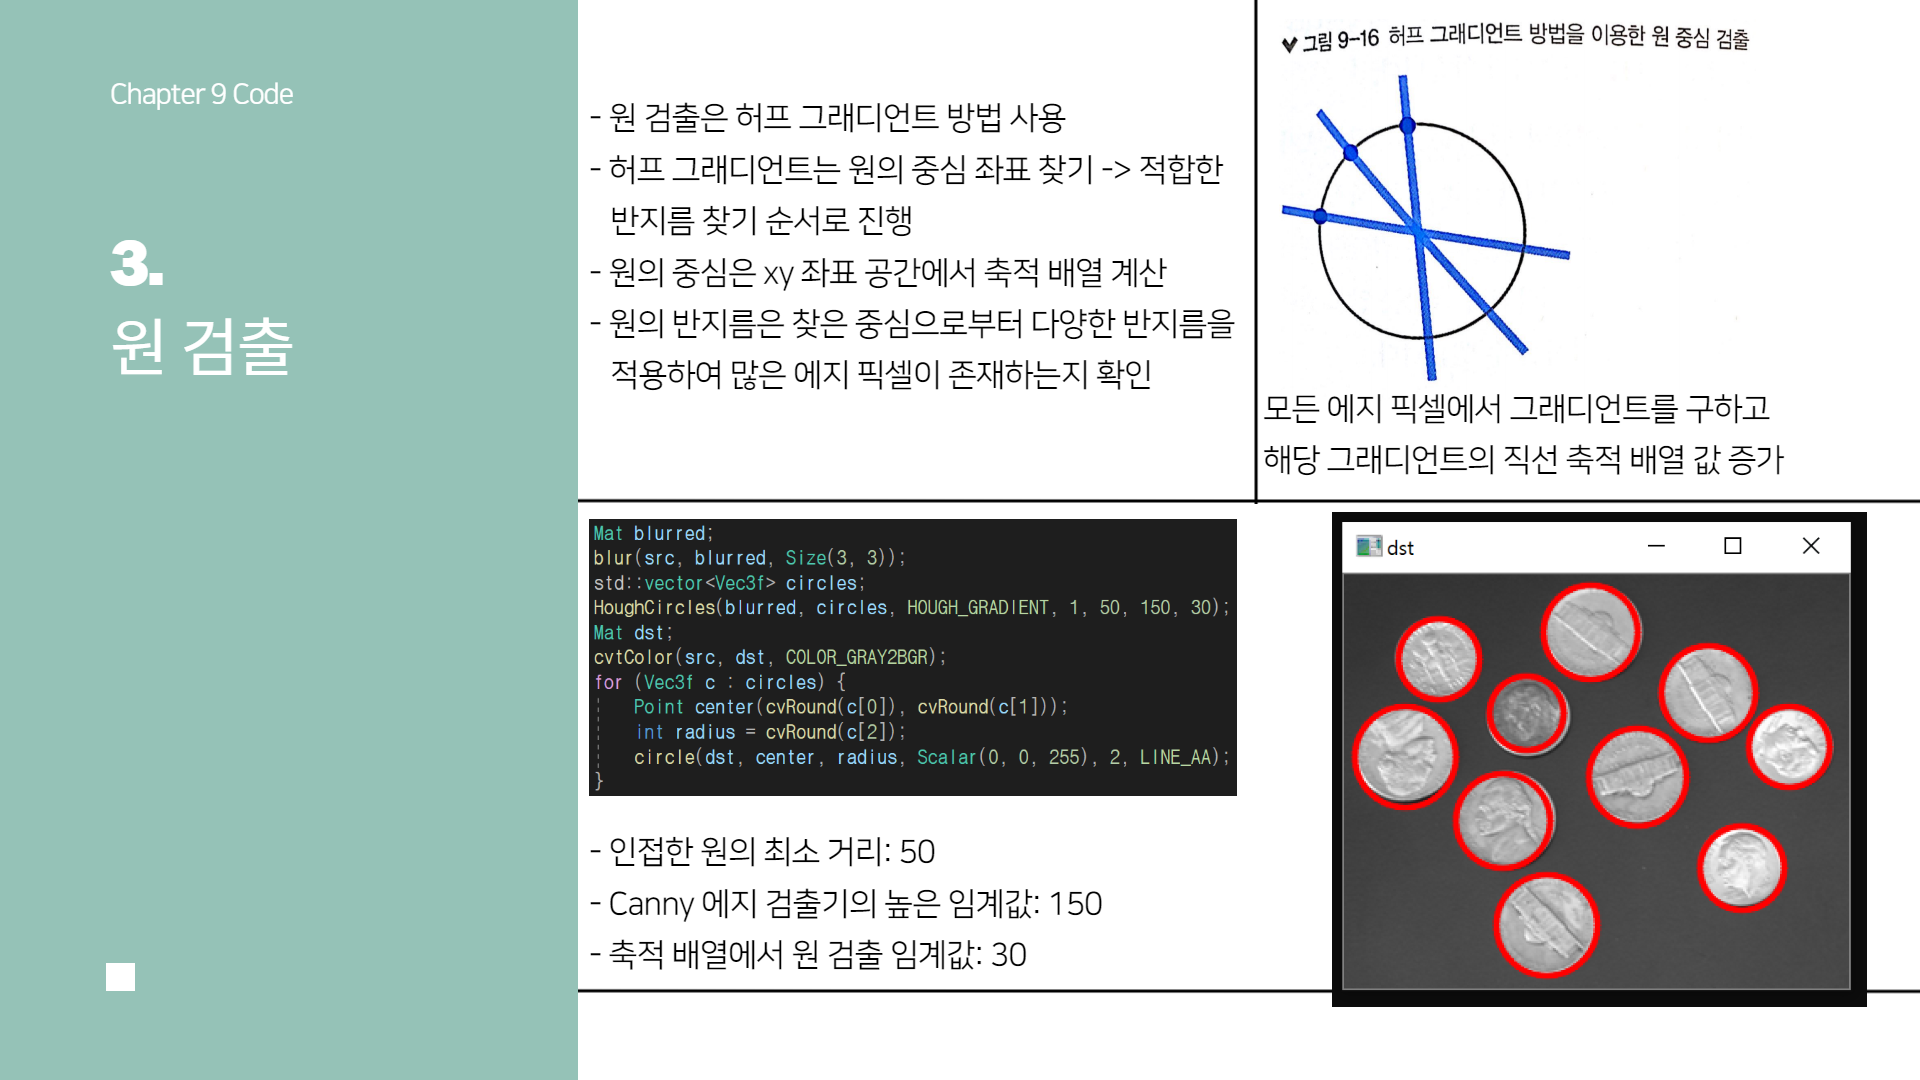 Chapter 9 Code
3.
원 검출
- 원 검출은 허프 그래디언트 방법 사용
- 허프 그래디언트는 원의 중심 좌표 찾기 -> 적합한
반지름 찾기 순서로 진행
- 원의 중심은 xy 좌표 공간에서 축적 배열 계산
- 원의 반지름은 찾은 중심으로부터 다양한 반지름을
적용하여 많은 에지 픽셀이 존재하는지 확인
그림 9-16 허프 그래디언트 방법을 이용한 원 중심 검출
모든 에지 픽셀에서 그래디언트를 구하고
해당 그래디언트의 직선 축적 배열 값 증가
Mat blurred;
blur(src, blurred, Size(3, 3));
std::vector<Vec3f> circles;
HoughCircles(blurred, circles, HOUGH_GRADIENT, 1, 50, 150, 30);
Mat dst;
cvtColor(src, dst, COLOR_GRAY2BGR);
for (Vec3f c : circles) {
Point center(cvRound(c[0]), cvRound(c[1]));
int radius = cvRound(c[2]);
circle(dst, center, radius, Scalar(0, 0, 255), 2, LINE_AA);
}
- 인접한 원의 최소 거리: 50
- Canny 에지 검출기의 높은 임계값: 150
- 축적 배열에서 원 검출 임계값: 30
dst